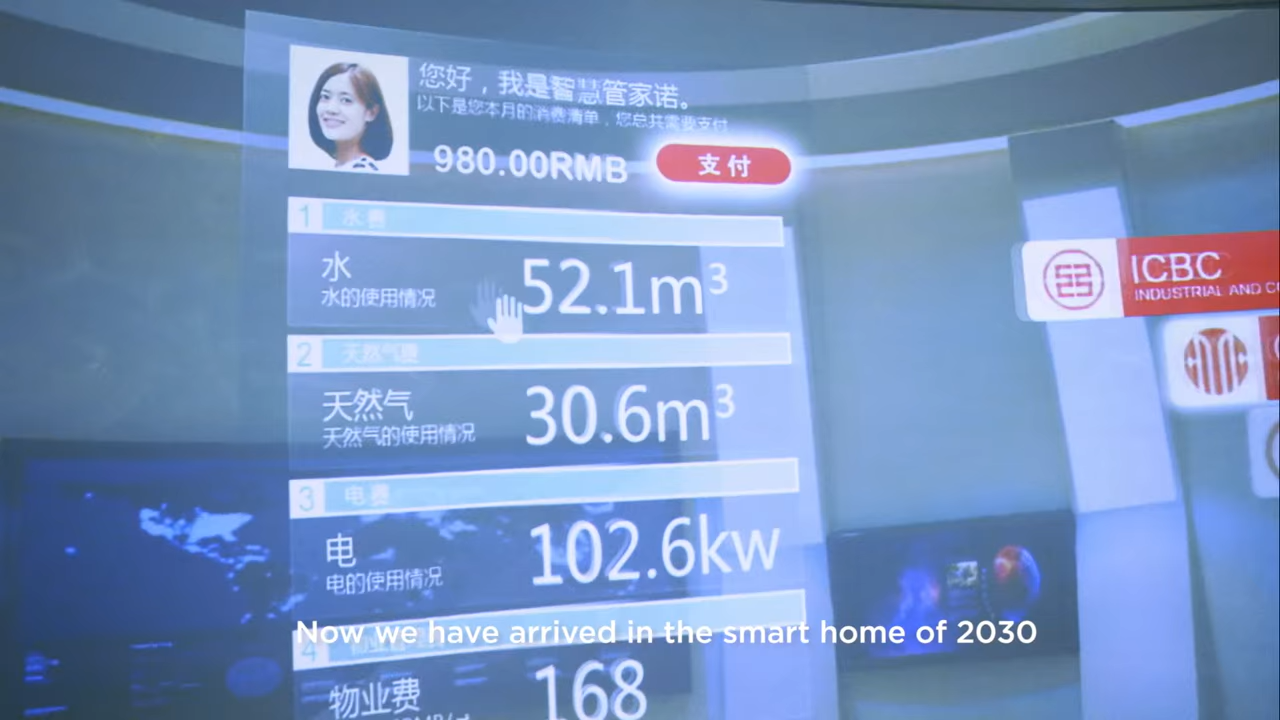 您好，我是智慧管家诺。
以下是您本月的消费清单，您总共需要支付
980.00RMB
支付
1 水费
水
水的使用情况
52.1m³
2 天然气费
天然气
天然气的使用情况
30.6m³
3 电费
电
电的使用情况
102.6kw
4
物业费
168
ICBC
INDUSTRIAL AND
Now we have arrived in the smart home of 2030